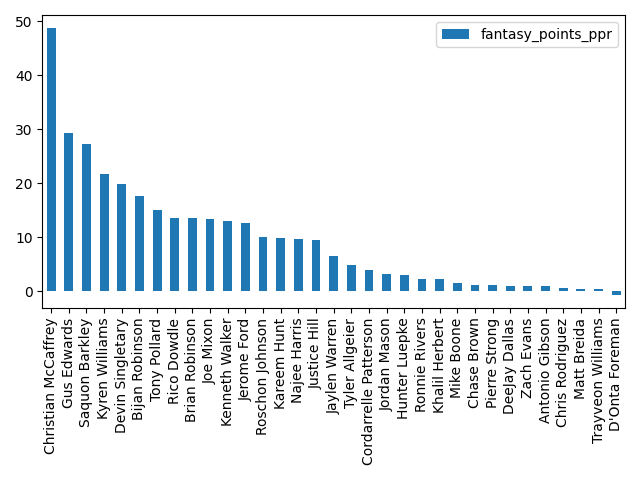 fantasy_points_ppr
50
40
30
20
10
0
Christian McCaffrey
Gus Edwards
Saquon Barkley
Kyren Williams
Devin Singletary
Bijan Robinson
Tony Pollard
Rico Dowdle
Brian Robinson
Joe Mixon
Kenneth Walker
Jerome Ford
Roschon Johnson
Kareem Hunt
Najee Harris
Justice Hill
Jaylen Warren
Tyler Allgeier
Cordarrelle Patterson
Jordan Mason
Hunter Luepke
Ronnie Rivers
Khalil Herbert
Mike Boone
Chase Brown
Pierre Strong
DeeJay Dallas
Zach Evans
Antonio Gibson
Chris Rodriguez
Matt Breida
Trayveon Williams
D'Onta Foreman